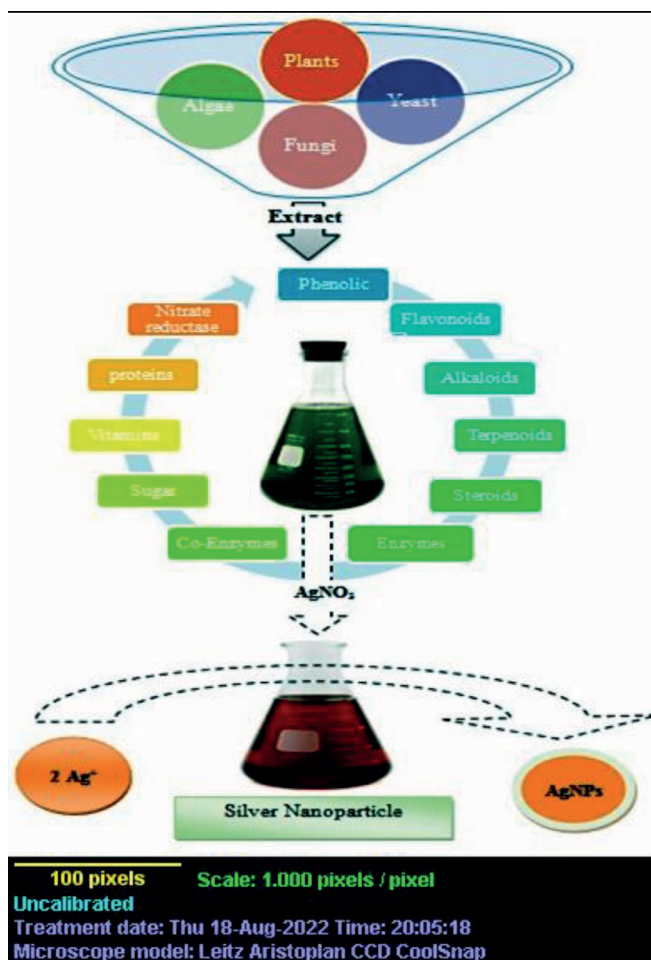 Plants
Algae
Yeast
Fungi
Extract
Phenolic
Flavonoids
Alkaloids
Terpenoids
Steroids
Enzymes
Co-Enzymes
Sugar
Vitamins
proteins
Nitrate
reductase
AgNO₃
2 Ag⁺
AgNPs
Silver Nanoparticle
100 pixels
Scale: 1.000 pixels / pixel
Uncalibrated
Treatment date: Thu 18-Aug-2022 Time: 20:05:18
Microscope model: Leitz Aristoplan CCD CoolSnap